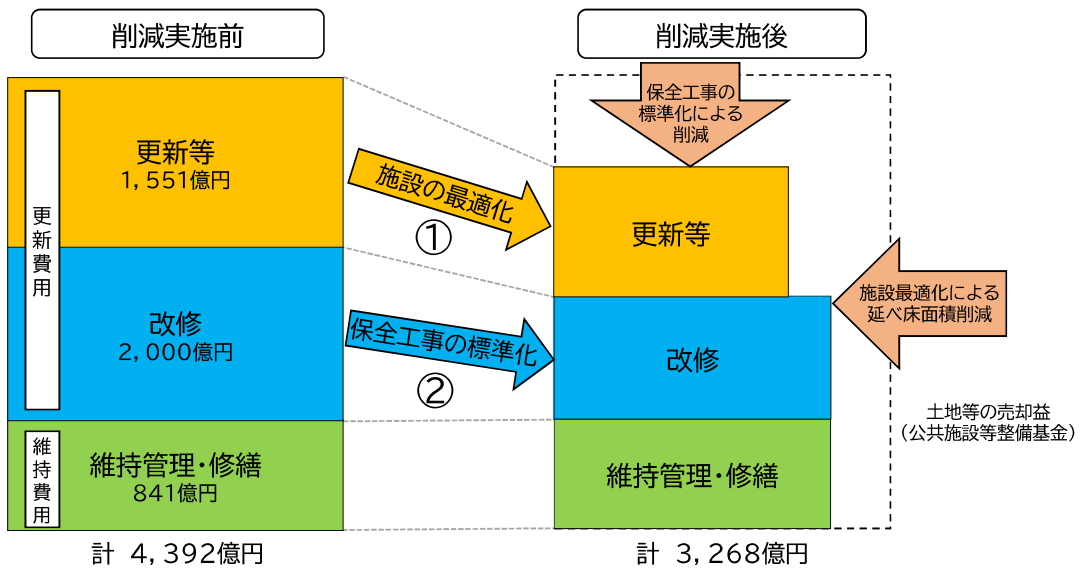 削減実施前
更新費用
更新等
1,551億円
改修
2,000億円
維持費用
維持管理・修繕
841億円
計 4,392億円
施設の最適化
①
保全工事の標準化
②
削減実施後
保全工事の
標準化による
削減
更新等
改修
維持管理・修繕
計 3,268億円
施設最適化による
延べ床面積削減
土地等の売却益
（公共施設等整備基金）